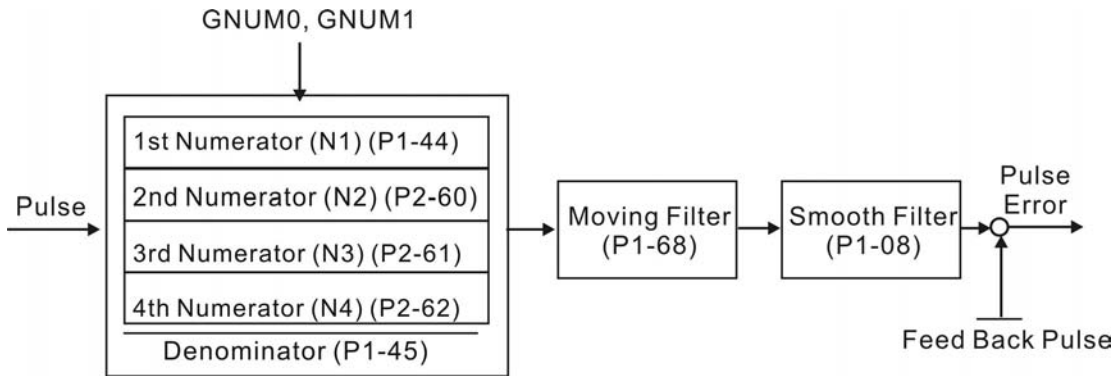 GNUM0, GNUM1
Pulse
1st Numerator (N1) (P1-44)
2nd Numerator (N2) (P2-60)
3rd Numerator (N3) (P2-61)
4th Numerator (N4) (P2-62)
Denominator (P1-45)
Moving Filter
(P1-68)
Smooth Filter
(P1-08)
Pulse
Error
Feed Back Pulse